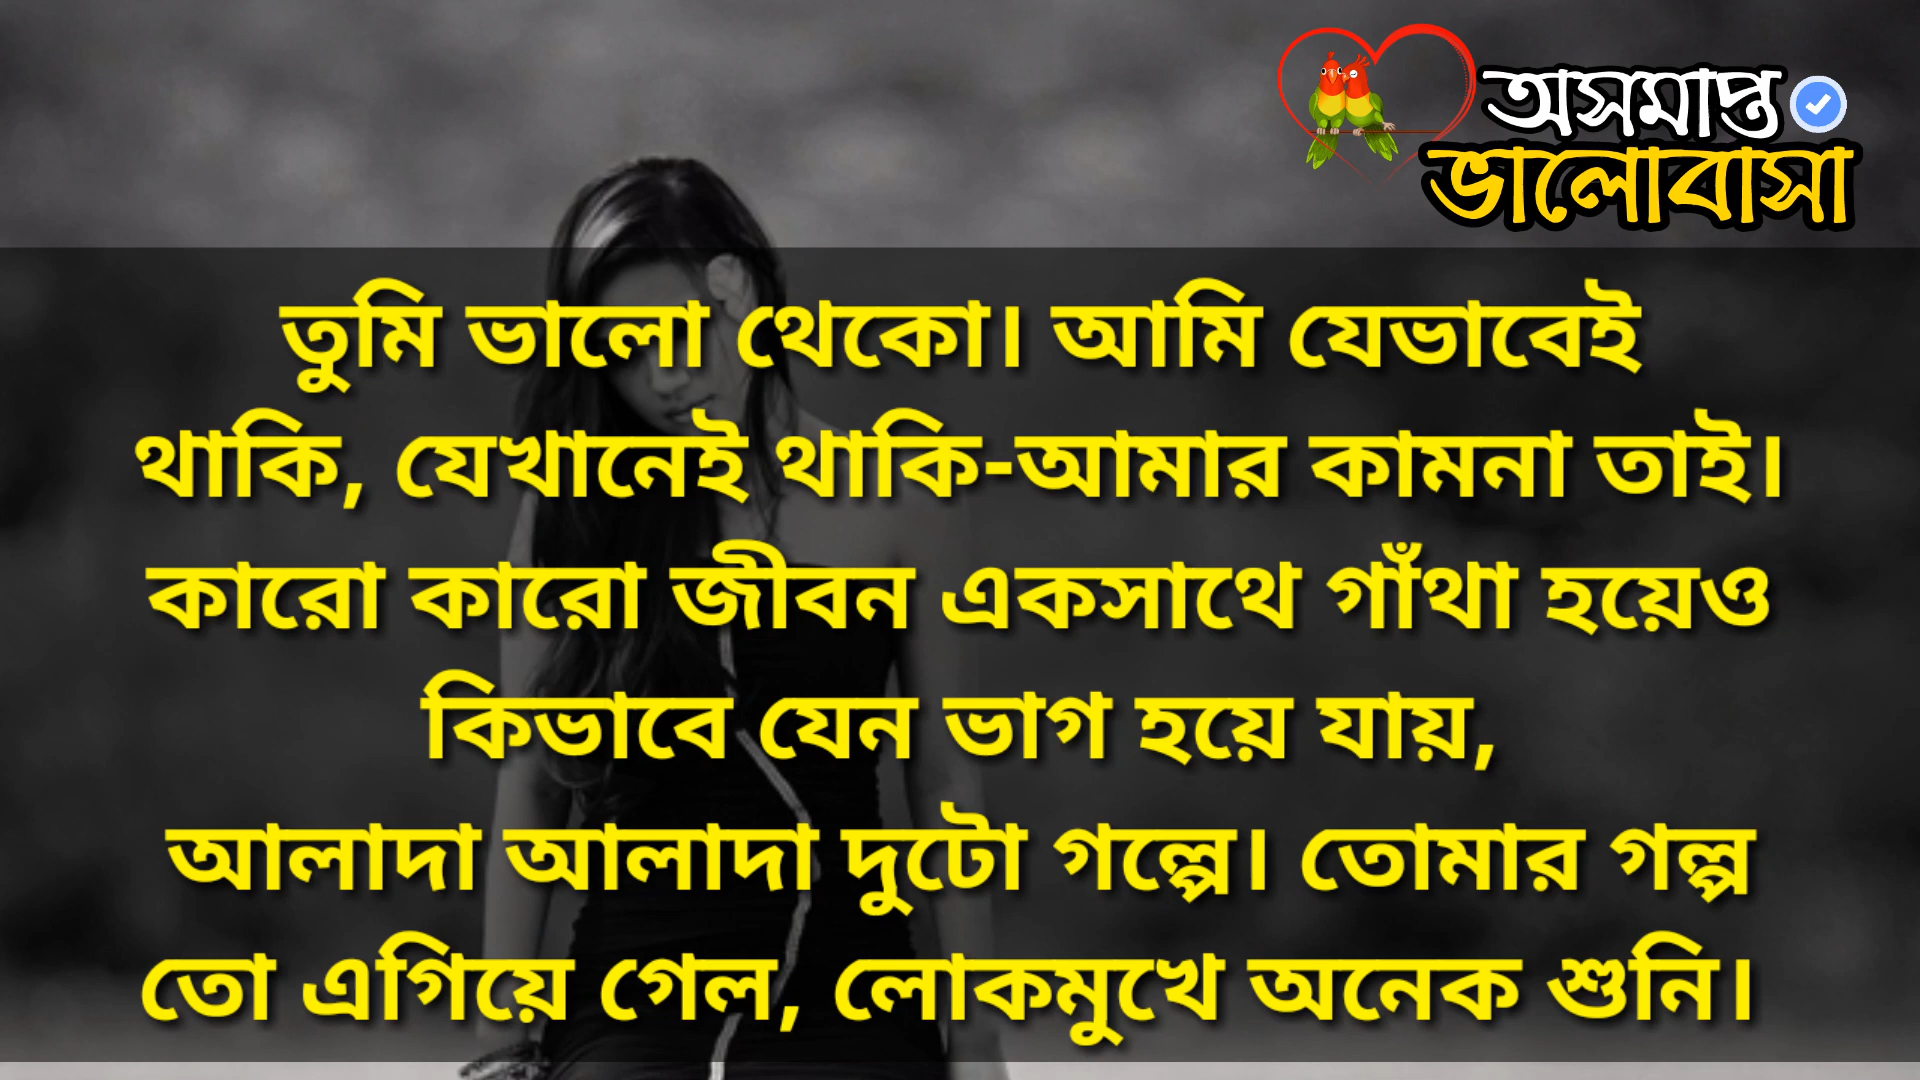 অসমাপ্ত
ভালোবাসা
তুমি ভালো থেকো। আমি যেভাবেই
থাকি, যেখানেই থাকি-আমার কামনা তাই।
কারো কারো জীবন একসাথে গাঁথা হয়েও
কিভাবে যেন ভাগ হয়ে যায়,
আলাদা আলাদা দুটো গল্পে। তোমার গল্প
তো এগিয়ে গেল, লোকমুখে অনেক শুনি।